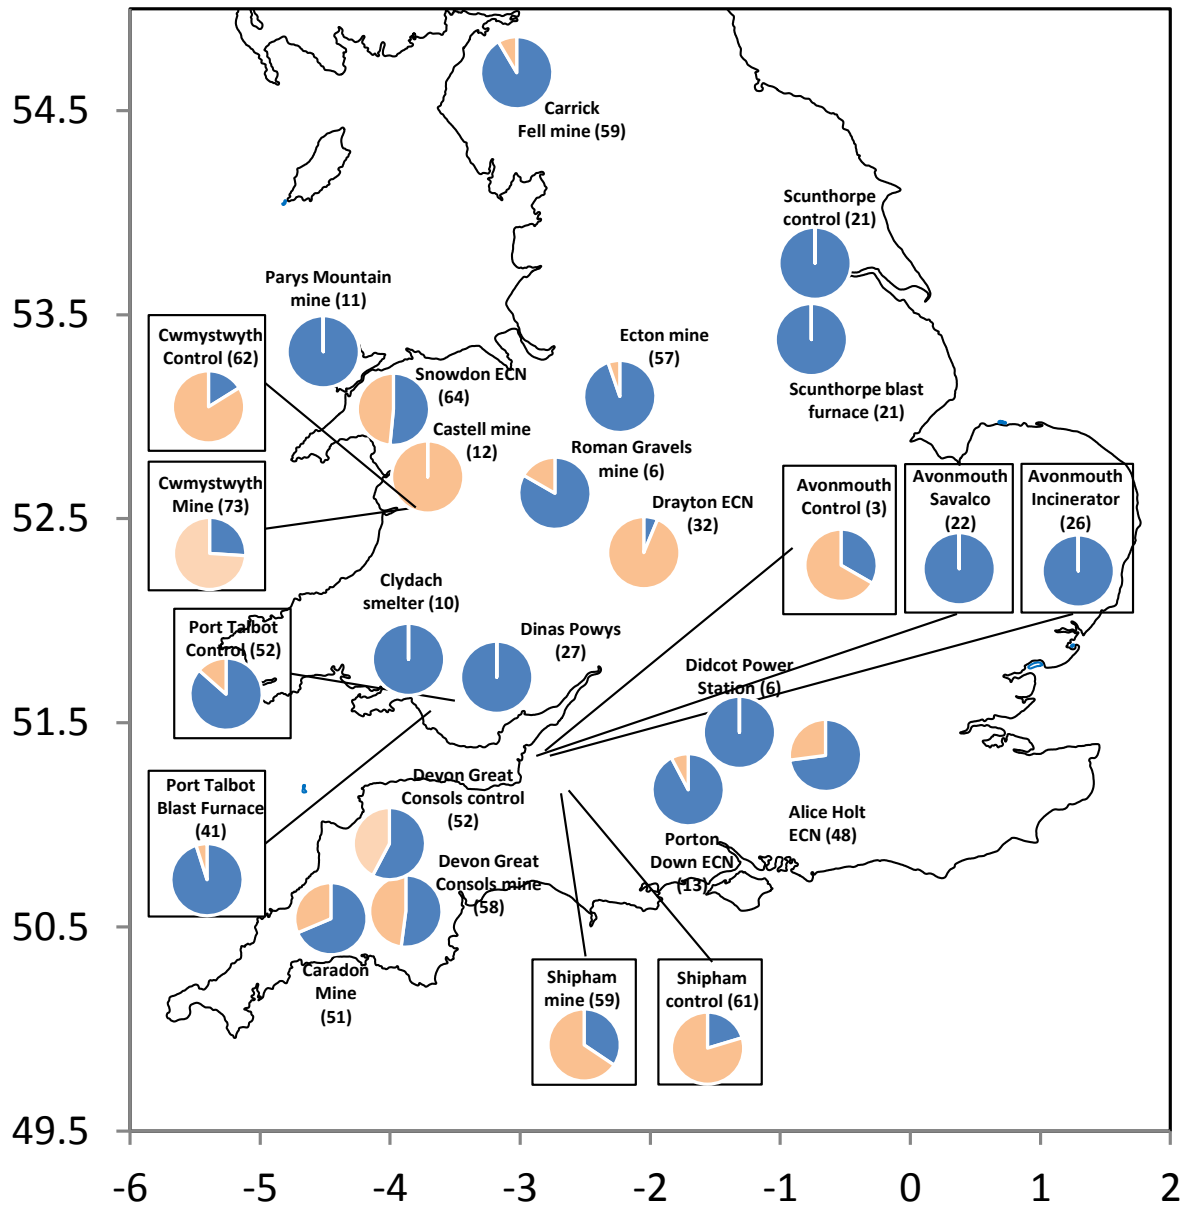 54.5
53.5
52.5
51.5
50.5
49.5
Carrick
Fell mine (59)
Scunthorpe
control (21)
Parys Mountain
mine (11)
Cwmystwyth
Control (62)
Snowdon ECN
(64)
Ecton mine
(57)
Scunthorpe blast
furnace (21)
Castell mine
(12)
Roman Gravels
mine (6)
Cwmystwyth
Mine (73)
Drayton ECN
(32)
Avonmouth
Control (3)
Avonmouth
Savalco
(22)
Avonmouth
Incinerator
(26)
Clydach
smelter (10)
Port Talbot
Control (52)
Dinas Powys
(27)
Didcot Power
Station (6)
Port Talbot
Blast Furnace
(41)
Devon Great
Consols control
(52)
Alice Holt
ECN (48)
Porton
Down ECN
(13)
Devon Great
Consols mine
(58)
Caradon
Mine
(51)
Shipham
mine (59)
Shipham
control (61)
-6
-5
-4
-3
-2
-1
0
1
2